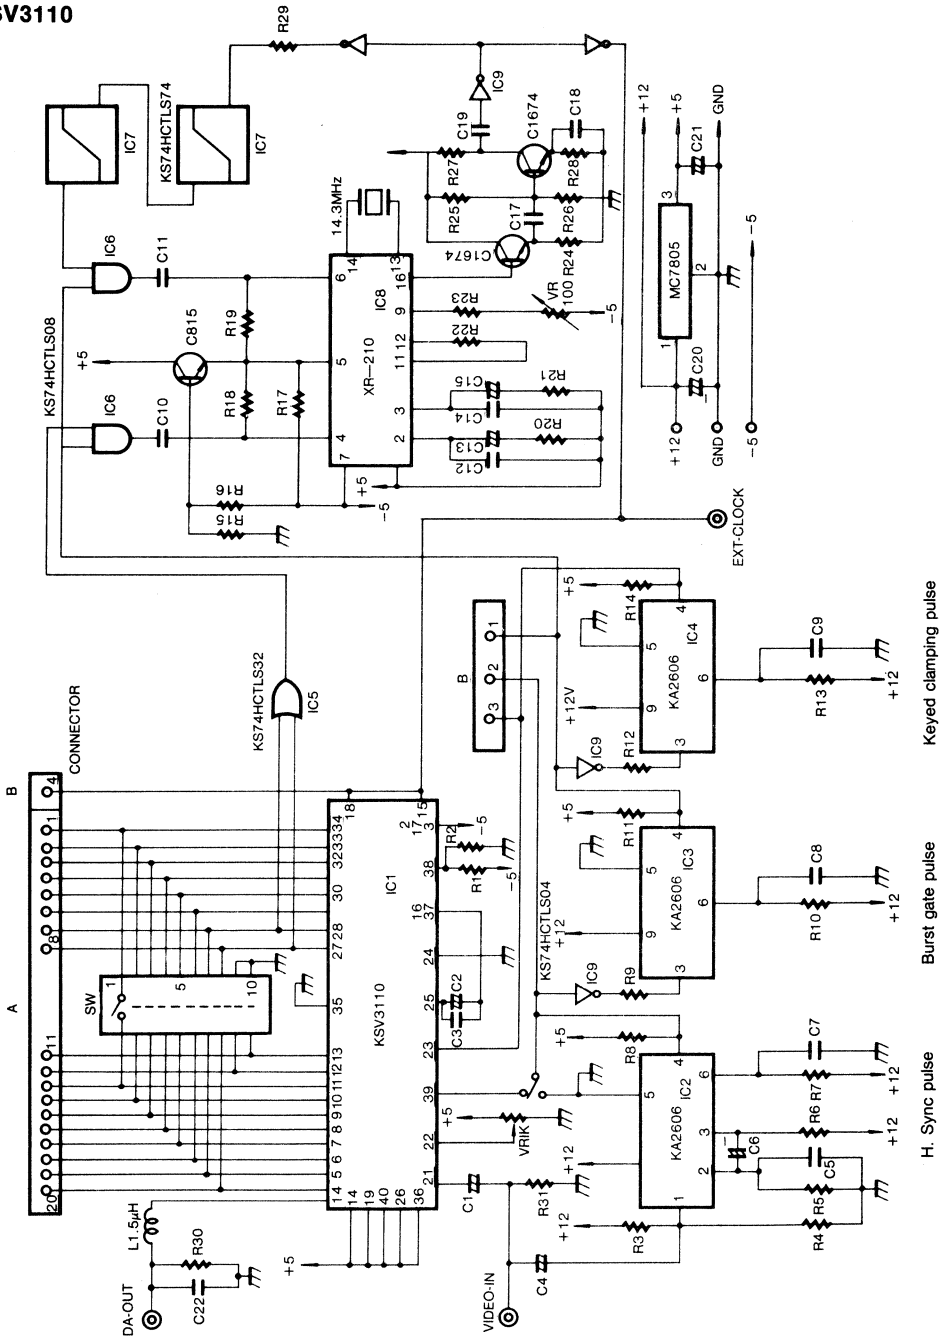 SV3110
R29
IC7
KS74HCTLS74
IC7
IC9
C19
R27
C1674
C18
R28
R25
C17
R26
C1674
R24
14.3MHz
IC6
C11
KS74HCTLS08
C815
+5
R19
IC6
C10
R18
R17
R16
R15
-5
+5
14
13
6
16
IC8
9
5
12
11
XR-210
3
4
2
7
R23
R22
VR
100
-5
C15
R21
C14
C13
R20
C12
+12
+5
GND
C21
3
MC7805
2
1
C20
-5
+12
GND
-5
EXT-CLOCK
KS74HCTLS32
IC5
B
CONNECTOR
A
4
1
8
11
20
SW
1
5
10
18
34
33
32
30
28
27
35
13
12
11
10
9
8
7
6
5
14
15
IC1
KSV3110
2
3
17
38
16
37
24
25
23
39
22
21
14
19
40
26
36
+5
R2
-5
R1
-5
C2
C3
+5
VRIK
C1
R31
L1.5μH
R30
C22
DA-OUT
VIDEO-IN
C4
B
1
2
3
KS74HCTLS04
+5
R14
4
5
IC4
KA2606
6
9
3
+12V
IC9
R12
C9
R13
+12
Keyed clamping pulse
+5
R11
4
5
IC3
KA2606
6
9
3
+12
IC9
R9
C8
R10
+12
Burst gate pulse
+5
R8
4
5
6
IC2
KA2606
3
2
1
+12
+12
R3
C7
R7
+12
R6
+12
C6
C5
R5
R4
H. Sync pulse